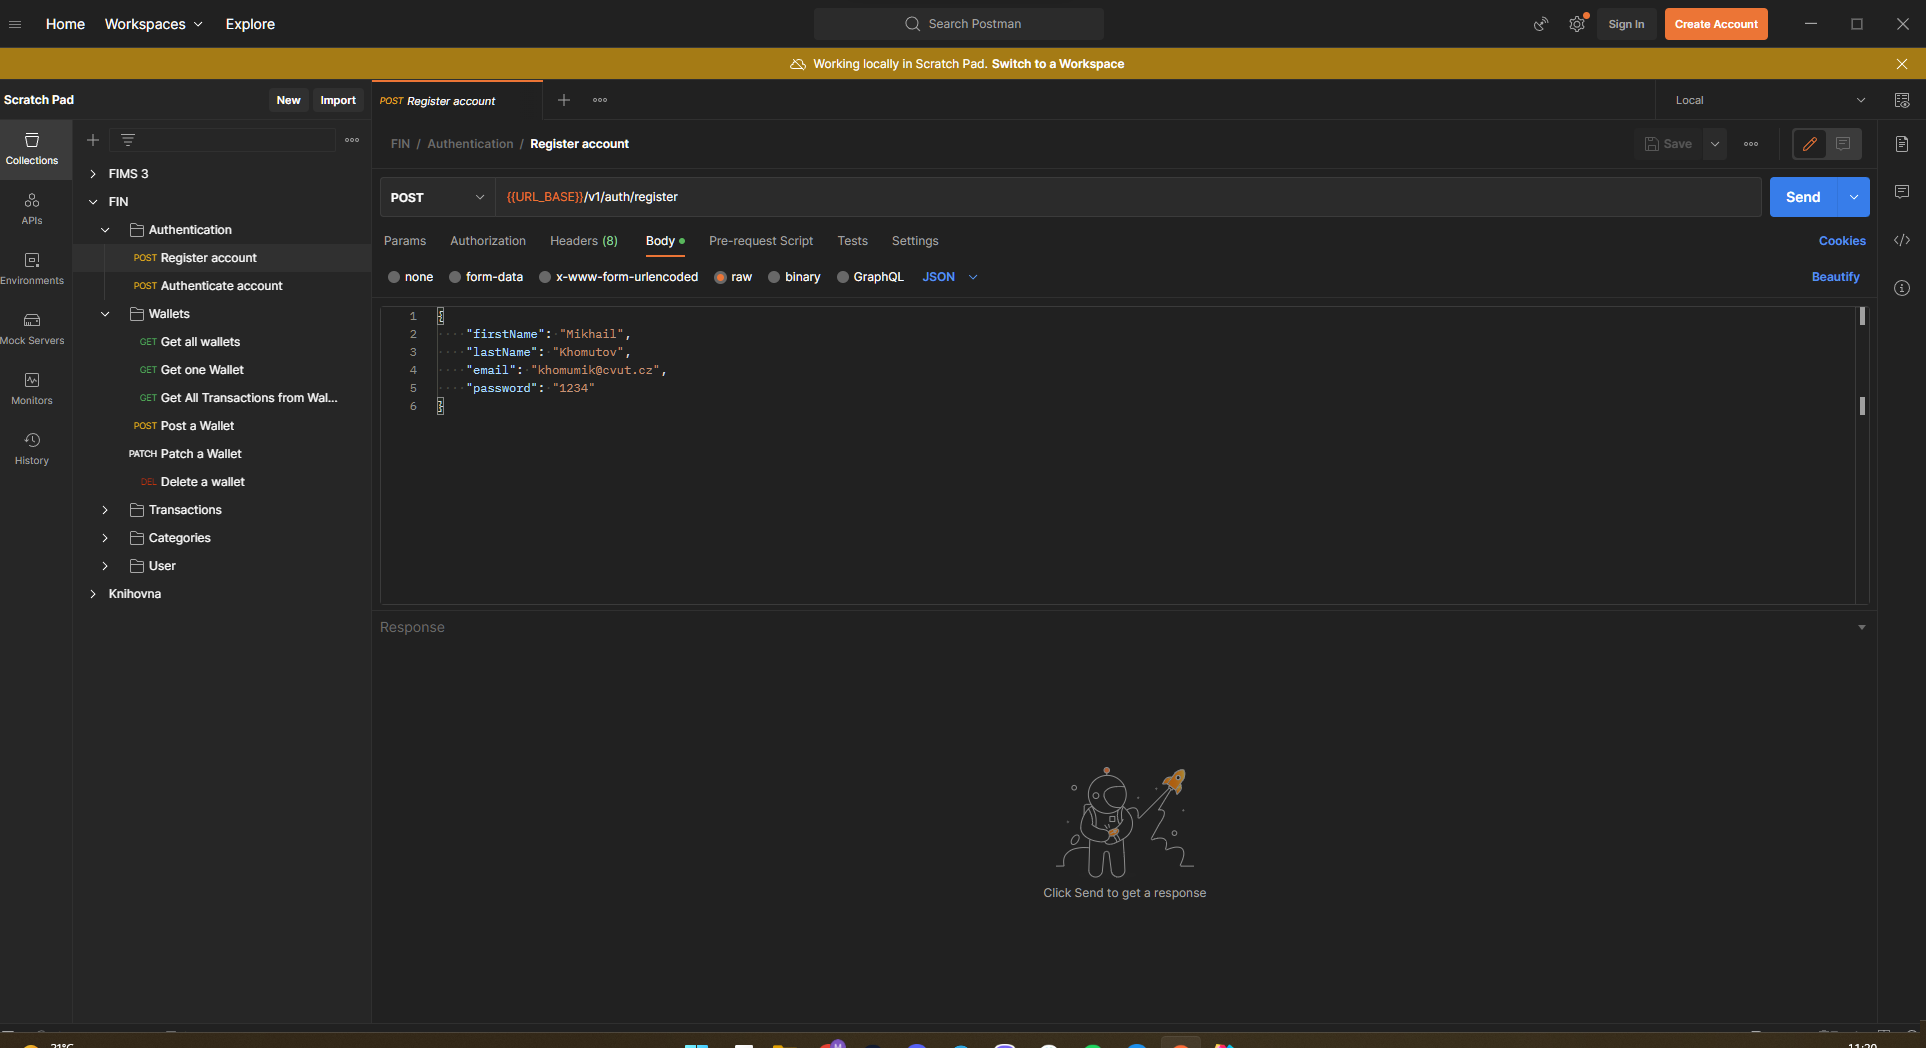 Home Workspaces Explore Search Postman Sign In Create Account
Working locally in Scratch Pad. Switch to a Workspace
Scratch Pad New Import POST Register account Local
Collections
APIs
Environments
Mock Servers
Monitors
History
FIMS 3
FIN
Authentication
POST Register account
POST Authenticate account
Wallets
GET Get all wallets
GET Get one Wallet
GET Get All Transactions from Wal...
POST Post a Wallet
PATCH Patch a Wallet
DEL Delete a wallet
Transactions
Categories
User
Knihovna
FIN / Authentication / Register account Save
POST {{URL_BASE}}/v1/auth/register Send
Params Authorization Headers (8) Body Pre-request Script Tests Settings Cookies
none form-data x-www-form-urlencoded raw binary GraphQL JSON Beautify
1 {
2 "firstName": "Mikhail",
3 "lastName": "Khomutov",
4 "email": "khomumik@cvut.cz",
5 "password": "1234"
6 }
Response
Click Send to get a response
21°C 11:20